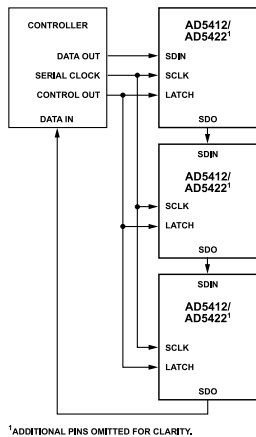 CONTROLLER
DATA OUT
SERIAL CLOCK
CONTROL OUT
DATA IN
AD5412/
AD5422¹
SDIN
SCLK
LATCH
SDO
SDIN
AD5412/
AD5422¹
SCLK
LATCH
SDO
SDIN
AD5412/
AD5422¹
SCLK
LATCH
SDO
¹ADDITIONAL PINS OMITTED FOR CLARITY.